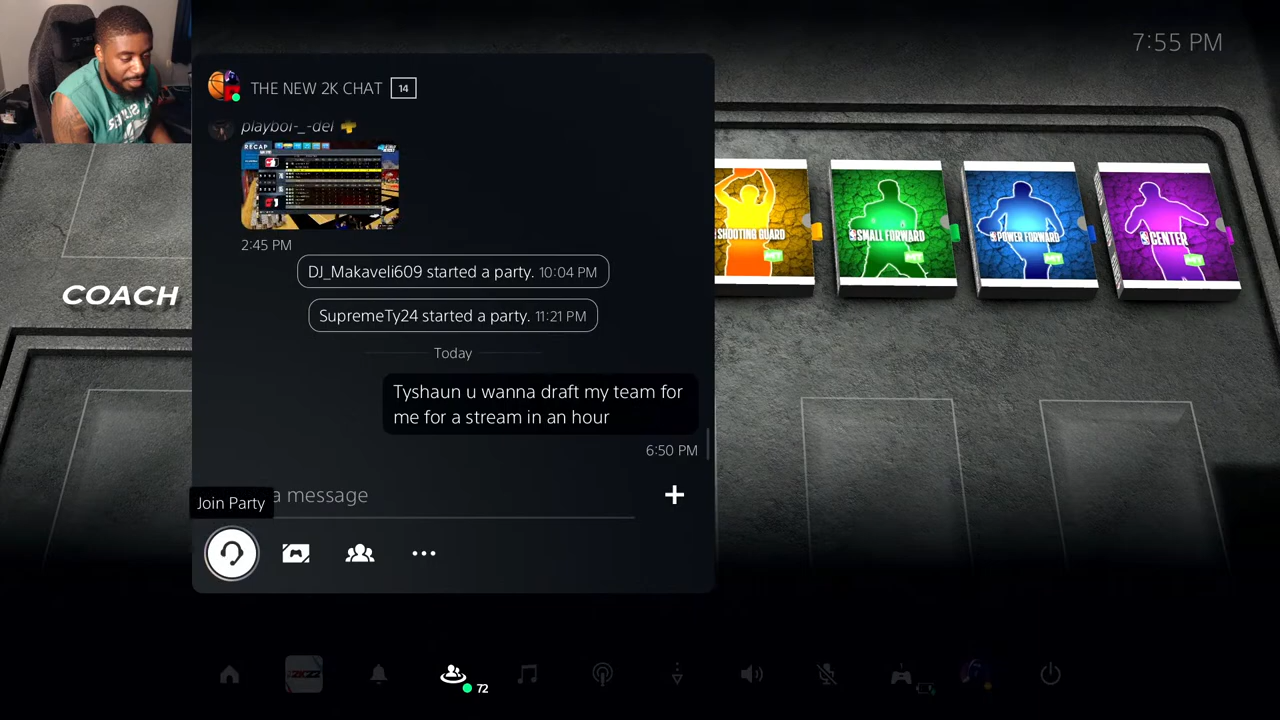 7:55 PM
THE NEW 2K CHAT 14
playboi-_-del
RECAP
2:45 PM
DJ_Makaveli609 started a party. 10:04 PM
SupremeTy24 started a party. 11:21 PM
Today
Tyshaun u wanna draft my team for
me for a stream in an hour
6:50 PM
a message
Join Party
COACH
SHOOTING GUARD
SMALL FORWARD
POWER FORWARD
CENTER
2K22
72